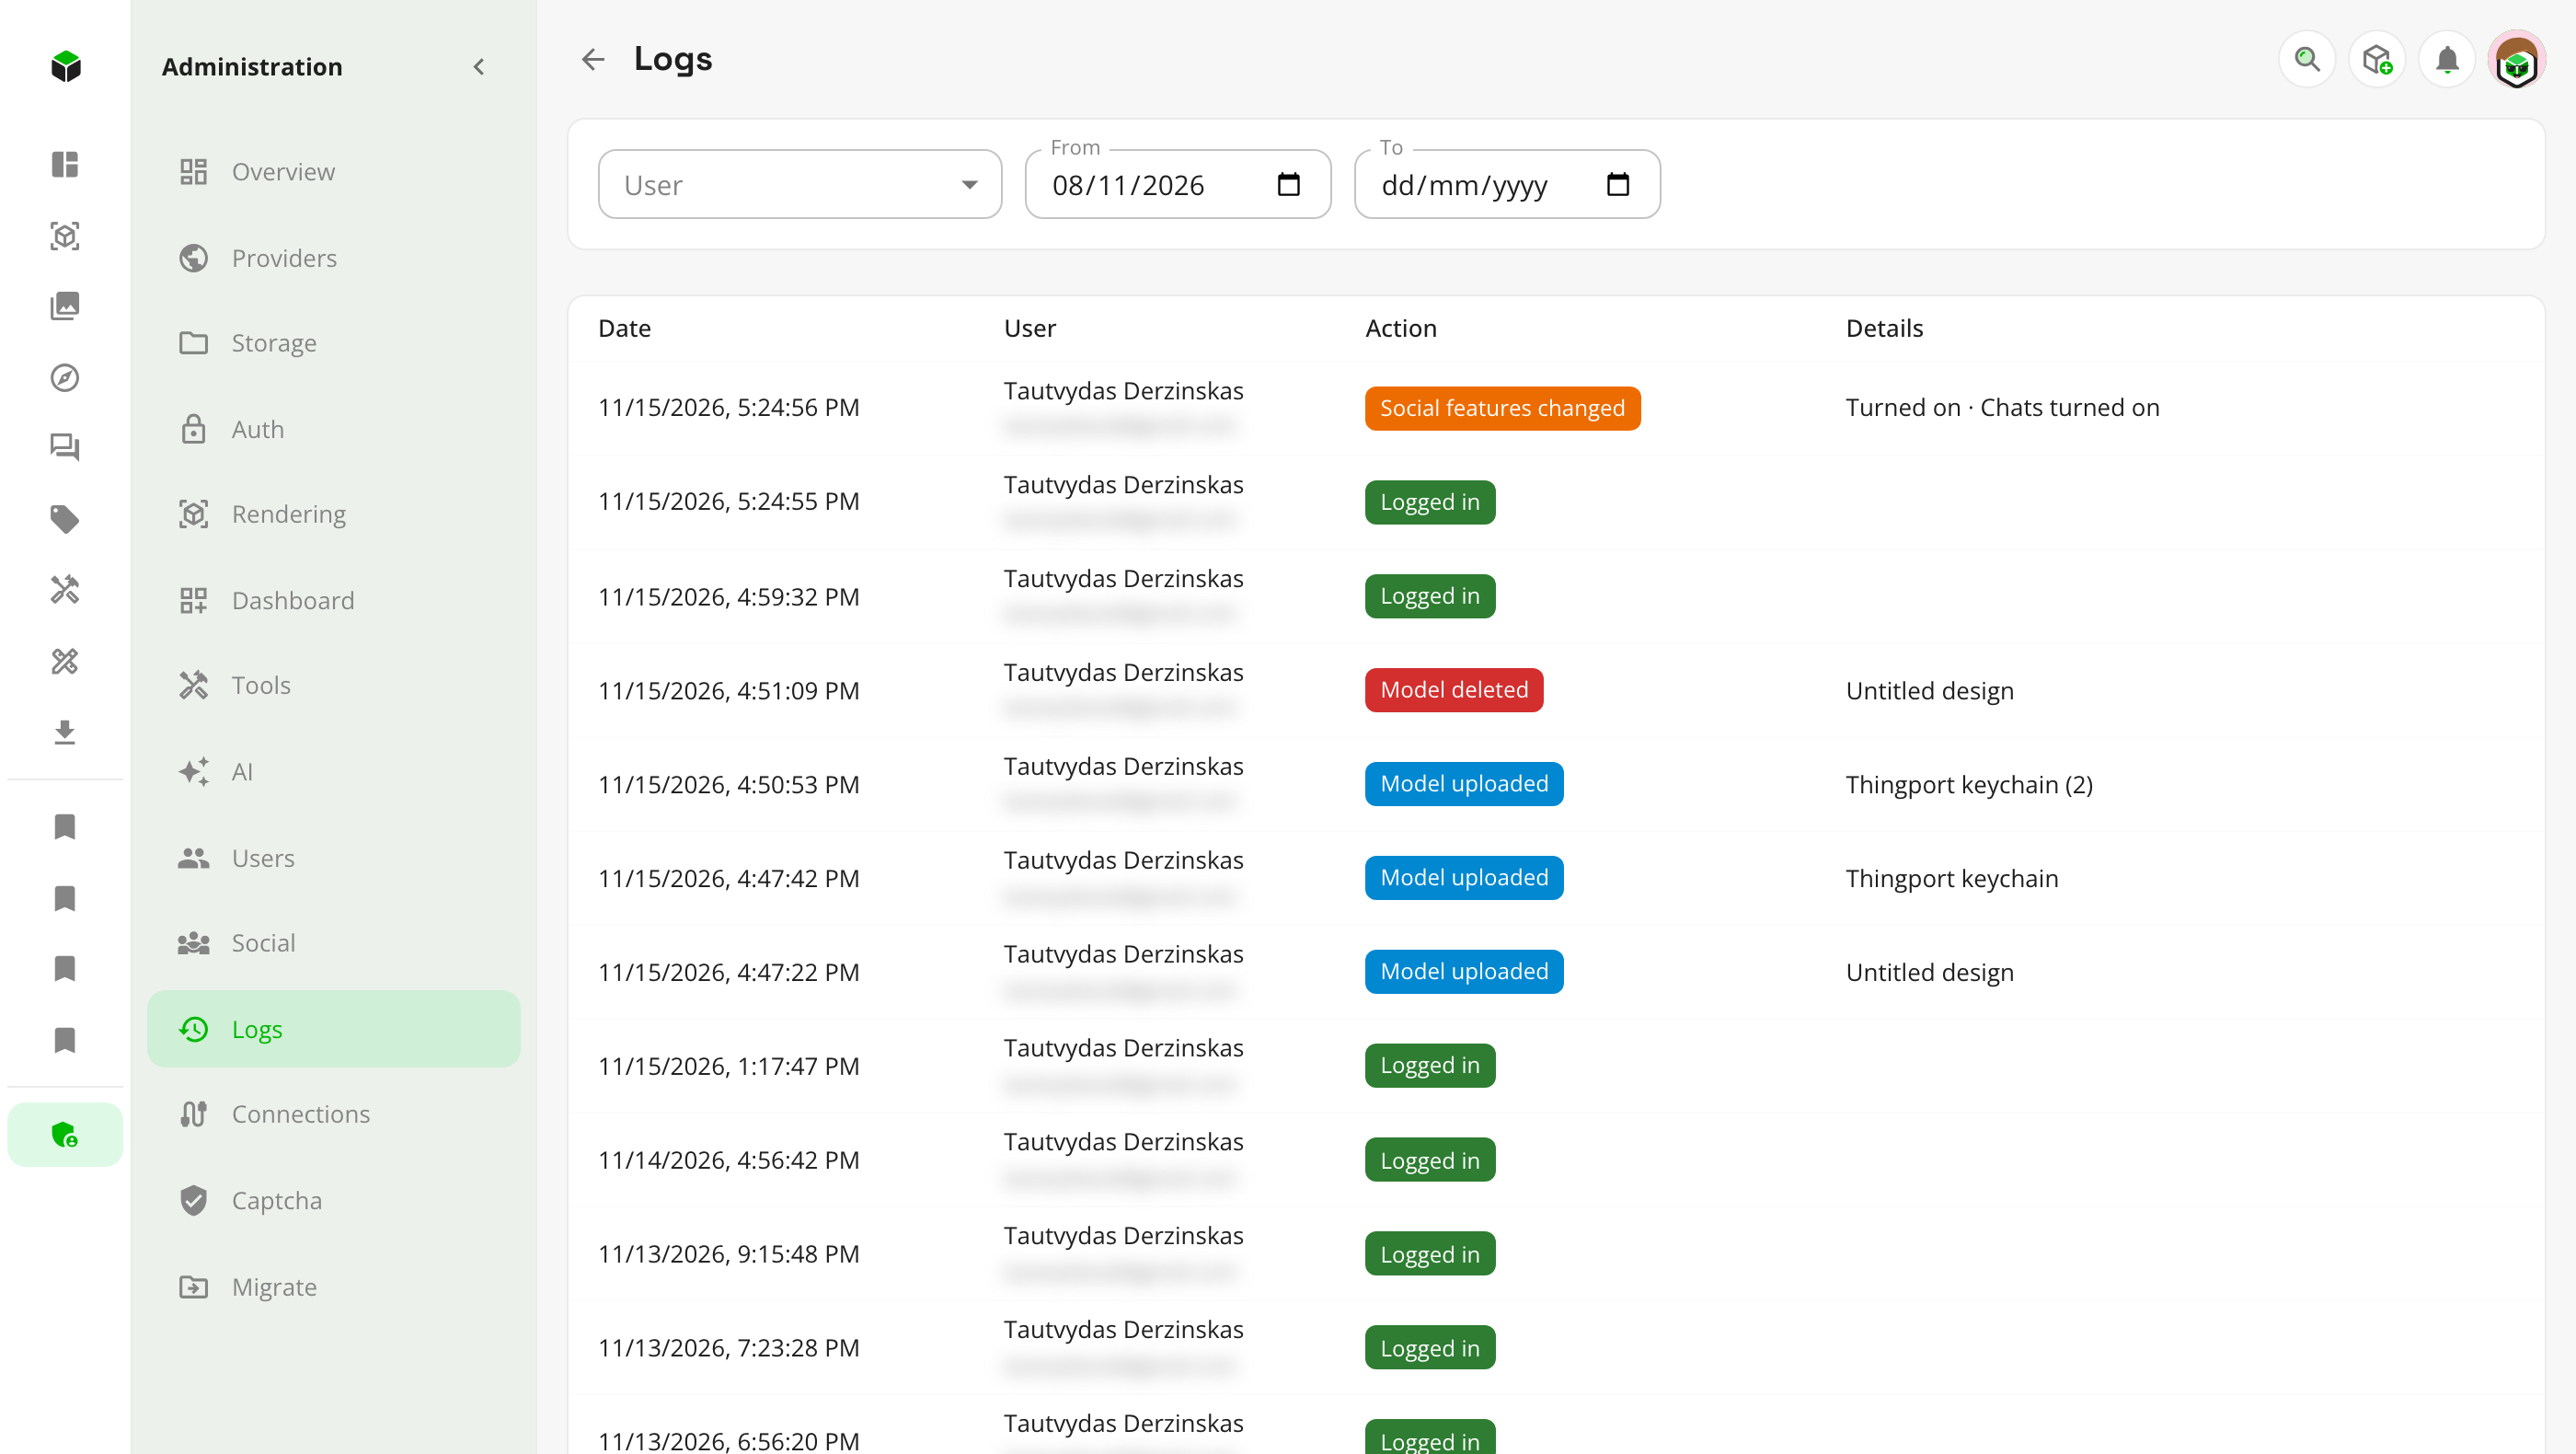 Administration
Overview
Providers
Storage
Auth
Rendering
Dashboard
Tools
AI
Users
Social
Logs
Connections
Captcha
Migrate
Logs
User
From
08/11/2026
To
dd/mm/yyyy
Date User Action Details
11/15/2026, 5:24:56 PM Tautvydas Derzinskas Social features changed Turned on · Chats turned on
11/15/2026, 5:24:55 PM Tautvydas Derzinskas Logged in
11/15/2026, 4:59:32 PM Tautvydas Derzinskas Logged in
11/15/2026, 4:51:09 PM Tautvydas Derzinskas Model deleted Untitled design
11/15/2026, 4:50:53 PM Tautvydas Derzinskas Model uploaded Thingport keychain (2)
11/15/2026, 4:47:42 PM Tautvydas Derzinskas Model uploaded Thingport keychain
11/15/2026, 4:47:22 PM Tautvydas Derzinskas Model uploaded Untitled design
11/15/2026, 1:17:47 PM Tautvydas Derzinskas Logged in
11/14/2026, 4:56:42 PM Tautvydas Derzinskas Logged in
11/13/2026, 9:15:48 PM Tautvydas Derzinskas Logged in
11/13/2026, 7:23:28 PM Tautvydas Derzinskas Logged in
11/13/2026, 6:56:20 PM Tautvydas Derzinskas Logged in